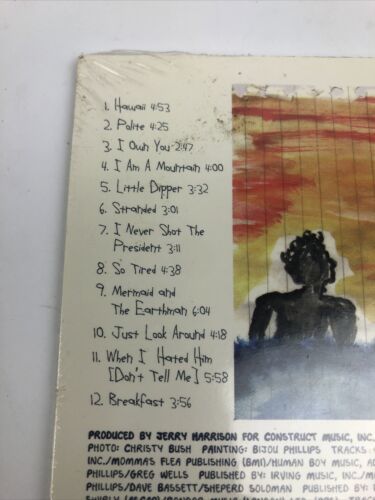 1. Hawaii 4:53
2. Polite 4:25
3. I Own You 2:47
4. I Am A Mountain 4:00
5. Little Dipper 3:32
6. Stranded 3:01
7. I Never Shot The
President 3:11
8. So Tired 4:38
9. Mermaid and
The Earthman 6:04
10. Just Look Around 4:18
11. When I Hated Him
[Don't Tell Me] 5:58
12. Breakfast 3:56
PRODUCED BY JERRY HARRISON FOR CONSTRUCT MUSIC, INC.
PHOTO: CHRISTY BUSH PAINTING: BIJOU PHILLIPS TRACKS
INC./MOMMA'S FLEA PUBLISHING (BMI)/HUMAN BOY MUSIC,
PHILLIPS/GREG WELLS PUBLISHED BY: IRVING MUSIC, INC./
PHILLIPS/DAVE BASSETT/SHEPERD SOLOMAN PUBLISHED BY: